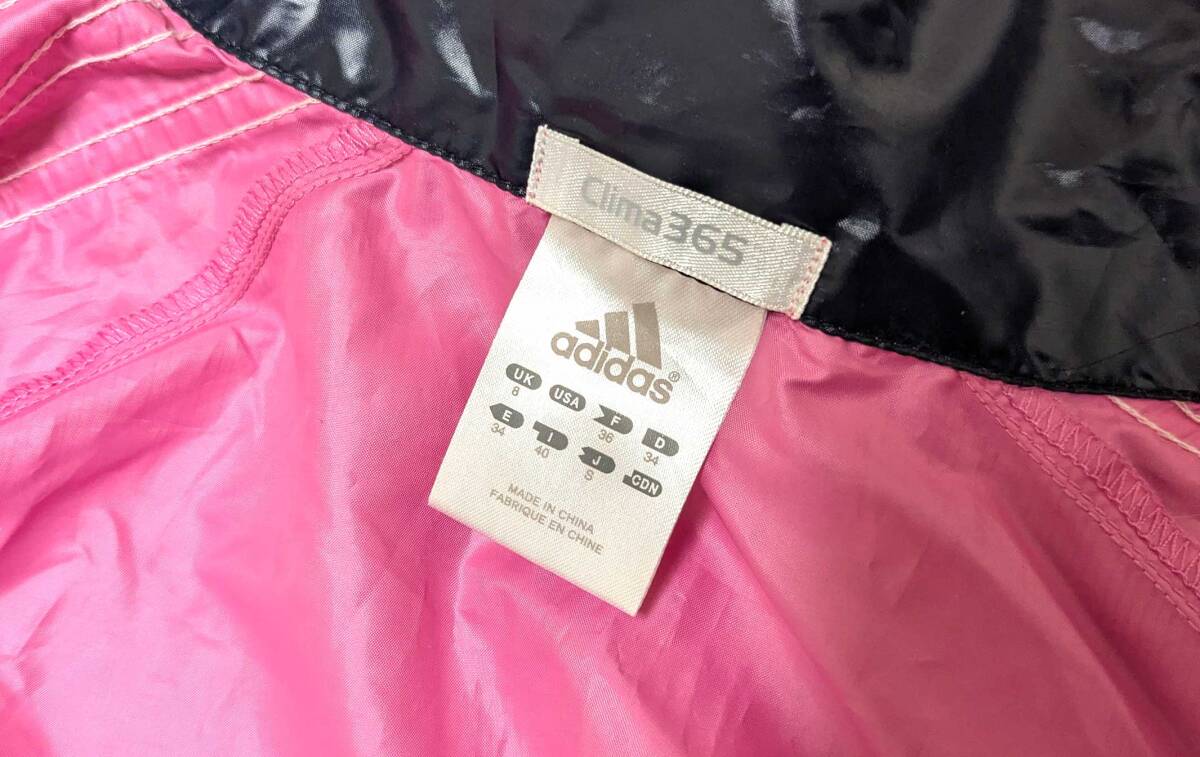 Clima365
adidas®
UK USA F D
8 36 34
E I J CDN
34 40 S
MADE IN CHINA
FABRIQUE EN CHINE